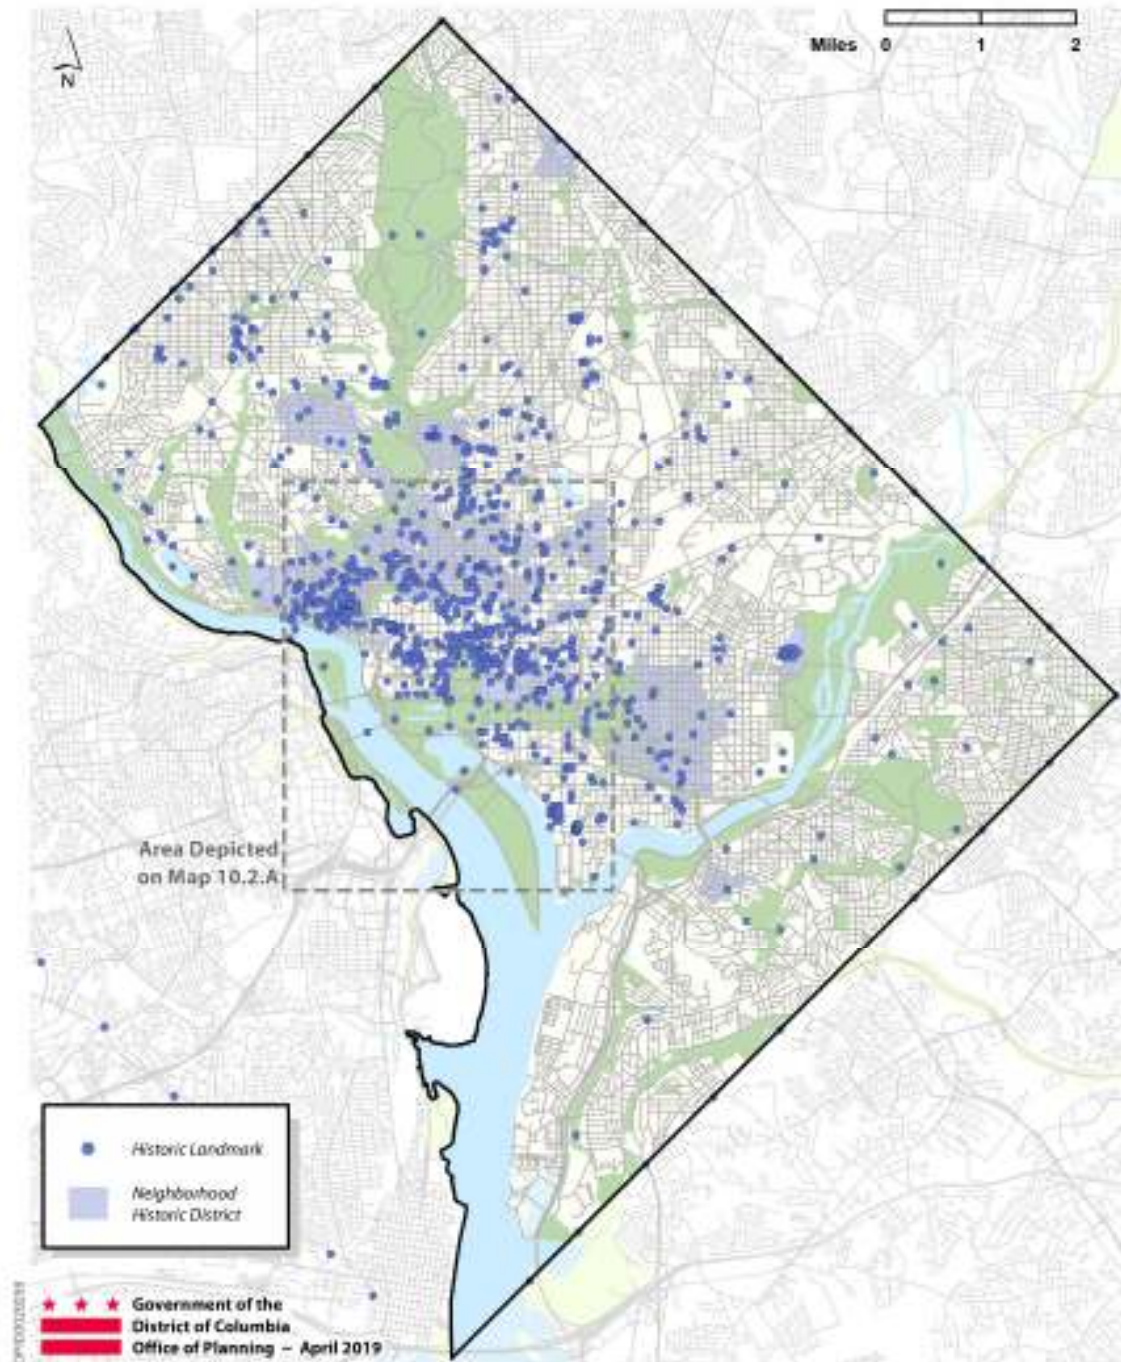 N
Miles 0 1 2
Area Depicted
on Map 10.2.A
Historic Landmark
Neighborhood
Historic District
Government of the
District of Columbia
Office of Planning ~ April 2019